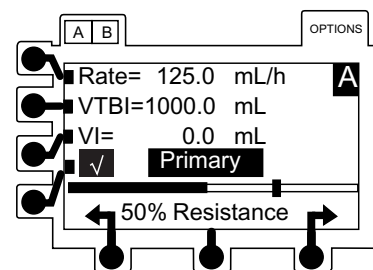 A B
OPTIONS
Rate= 125.0 mL/h
A
VTBI=1000.0 mL
VI= 0.0 mL
√ Primary
50% Resistance